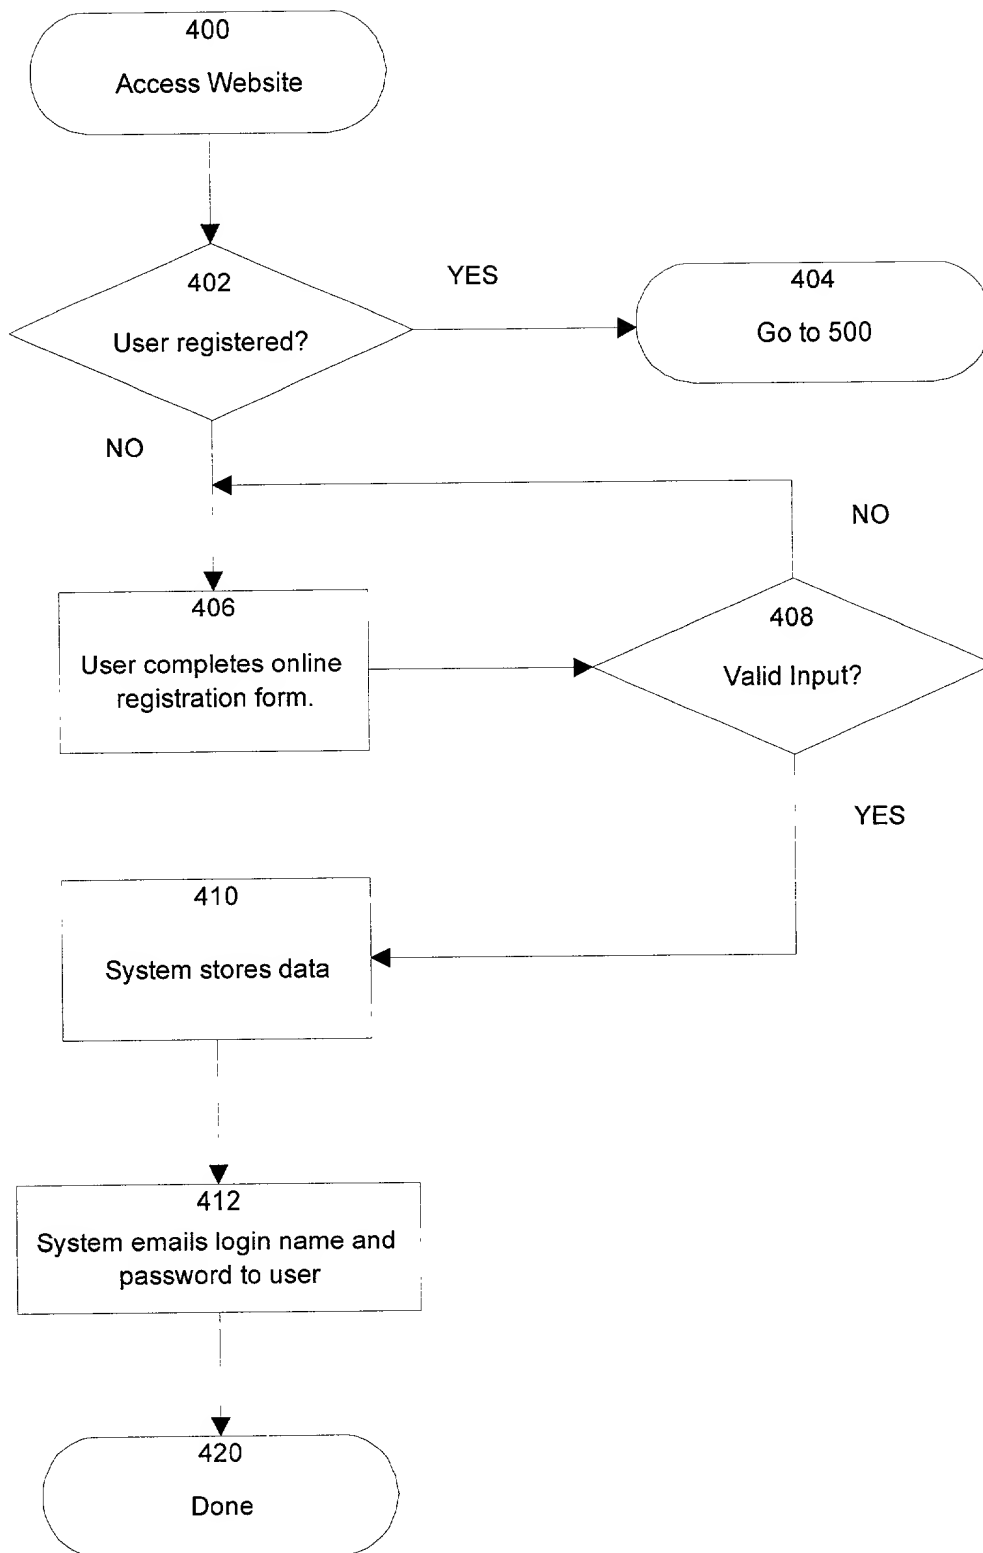 400
Access Website
402
User registered?
YES
404
Go to 500
NO
NO
406
User completes online
registration form.
408
Valid Input?
YES
410
System stores data
412
System emails login name and
password to user
420
Done